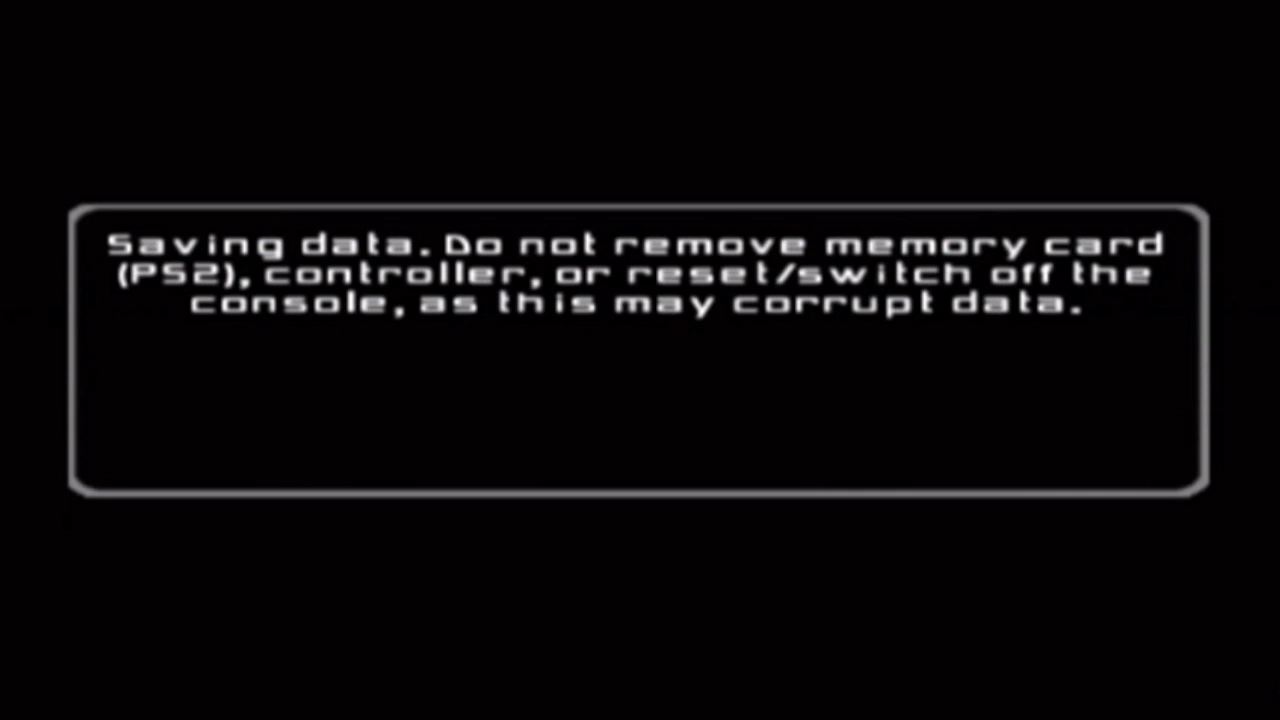 Saving data. Do not remove memory card
(PS2), controller, or reset/switch off the
console, as this may corrupt data.